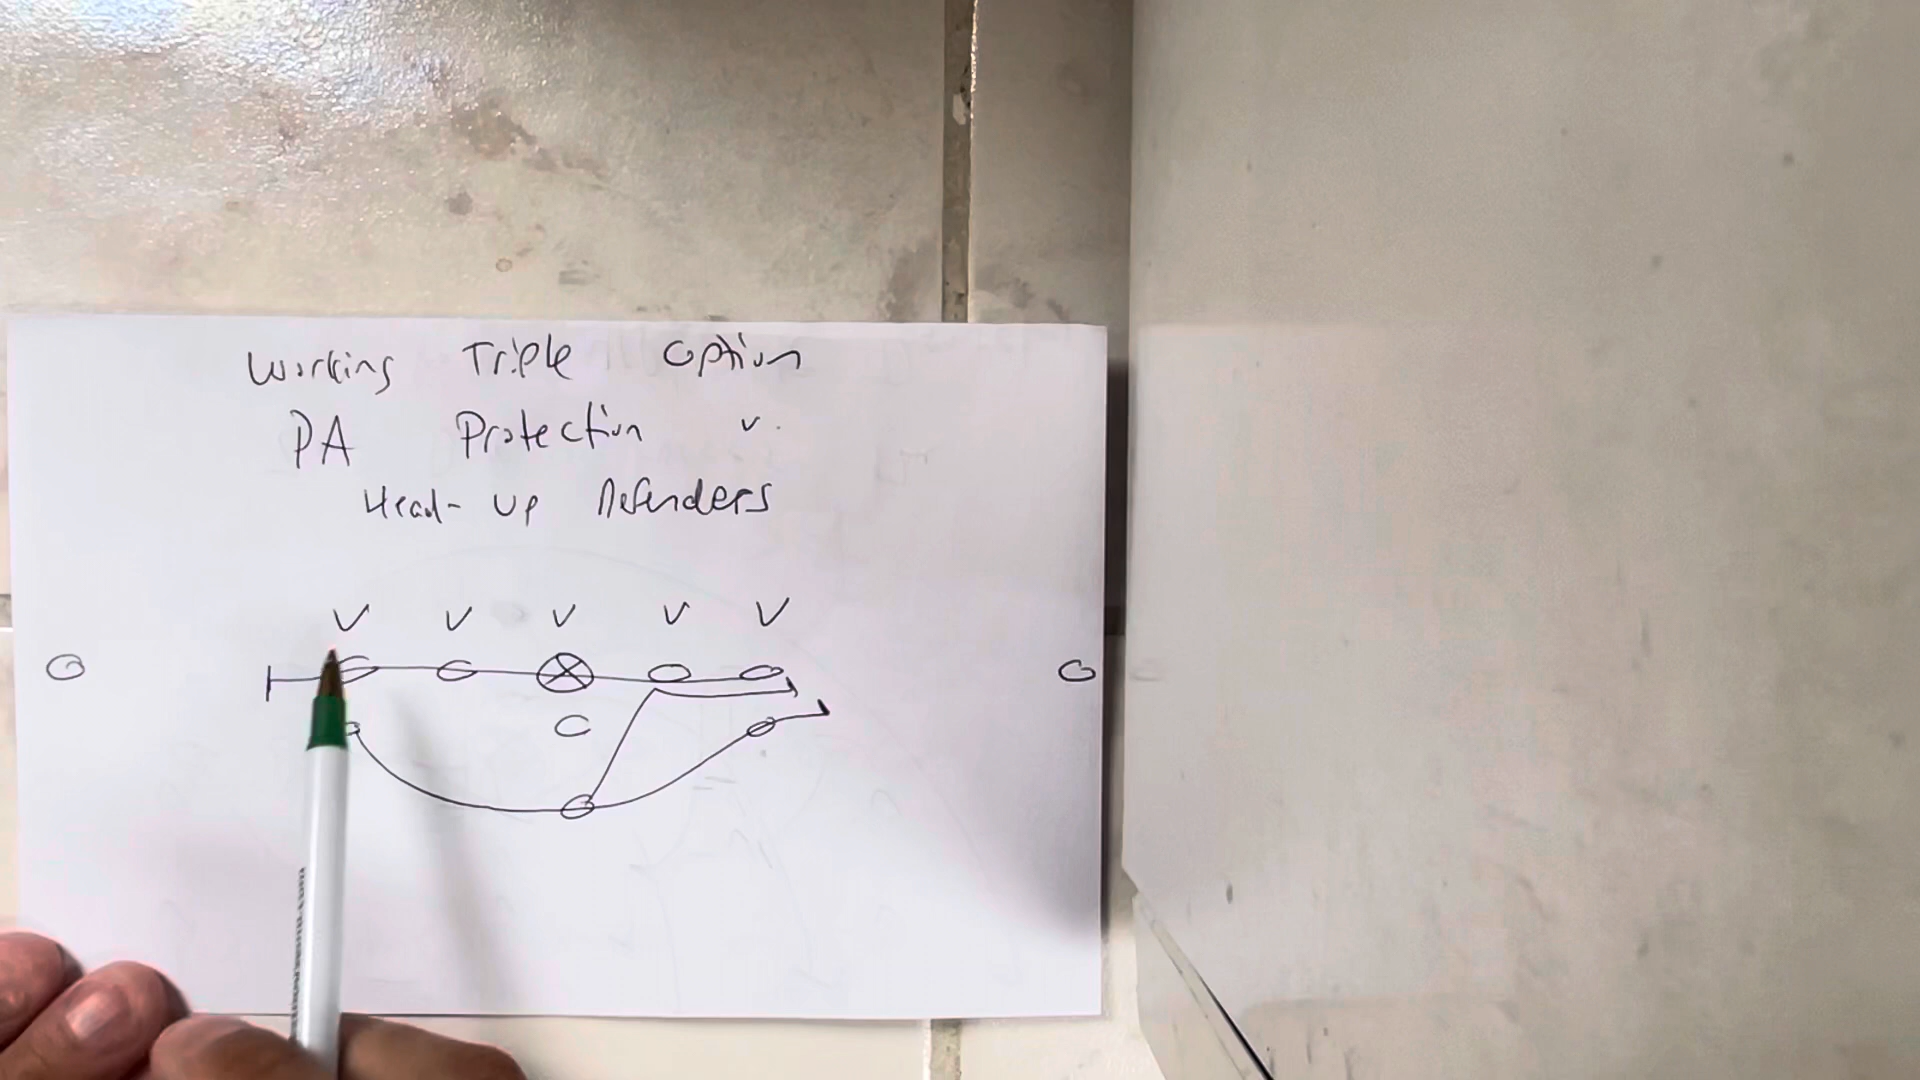 Working Triple Option
PA Protection v.
Head-Up Defenders
V V V V V
C